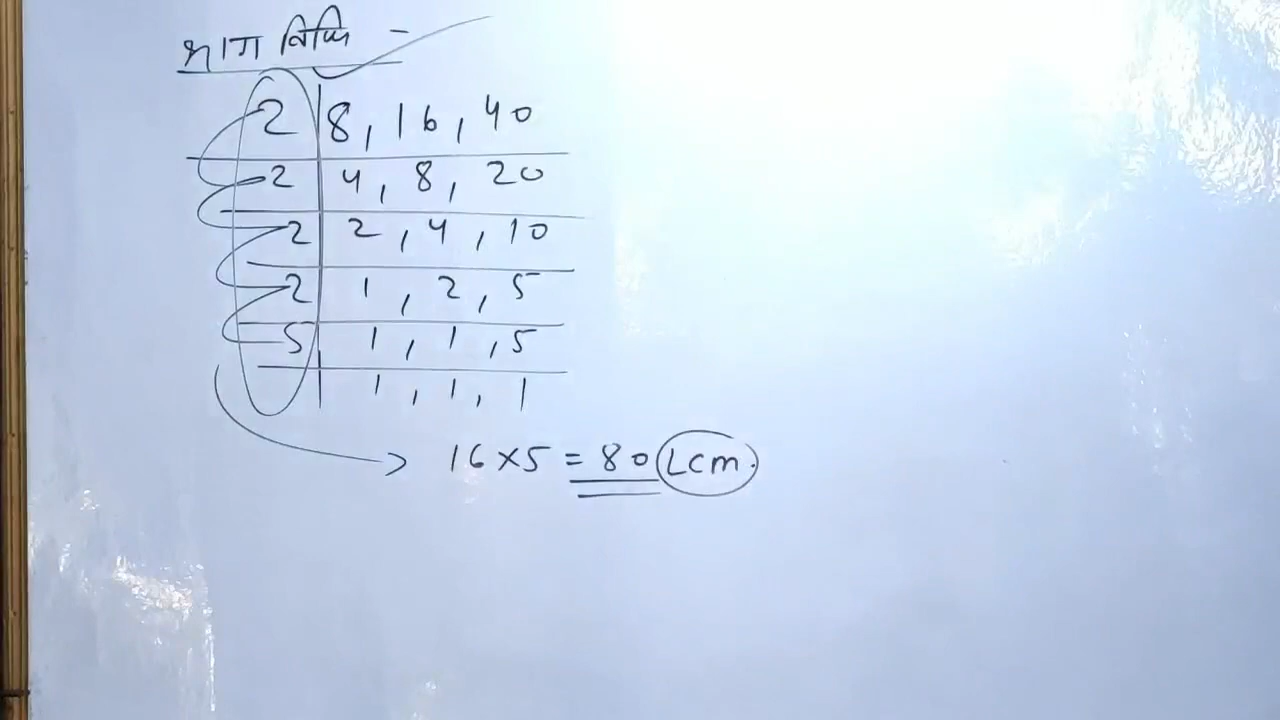 भाग विधि -
2 | 8, 16, 40
2 | 4, 8, 20
2 | 2, 4, 10
2 | 1, 2, 5
5 | 1, 1, 5
| 1, 1, 1
16 × 5 = 80 Lcm.